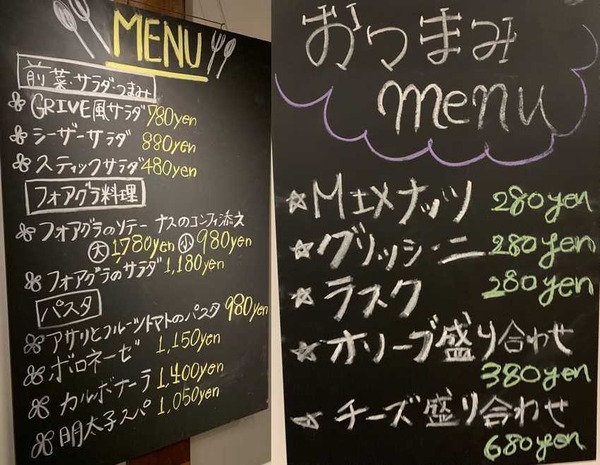 MENU
前菜・サラダ・つまみ
GRIVE風サラダ 780yen
シーザーサラダ 880yen
スティックサラダ 480yen
フォアグラ料理
フォアグラのソテー ナスのコンフィ添え
大 1,780yen 小 980yen
フォアグラのサラダ 1,180yen
パスタ
アサリとフルーツトマトのパスタ 980yen
ボロネーゼ 1,150yen
カルボナーラ 1,400yen
明太子スパ 1,050yen
おつまみ
menu
☆MIXナッツ 280yen
☆グリッシーニ 280yen
☆ラスク 280yen
☆オリーブ盛り合わせ
380yen
☆チーズ盛り合わせ
680yen